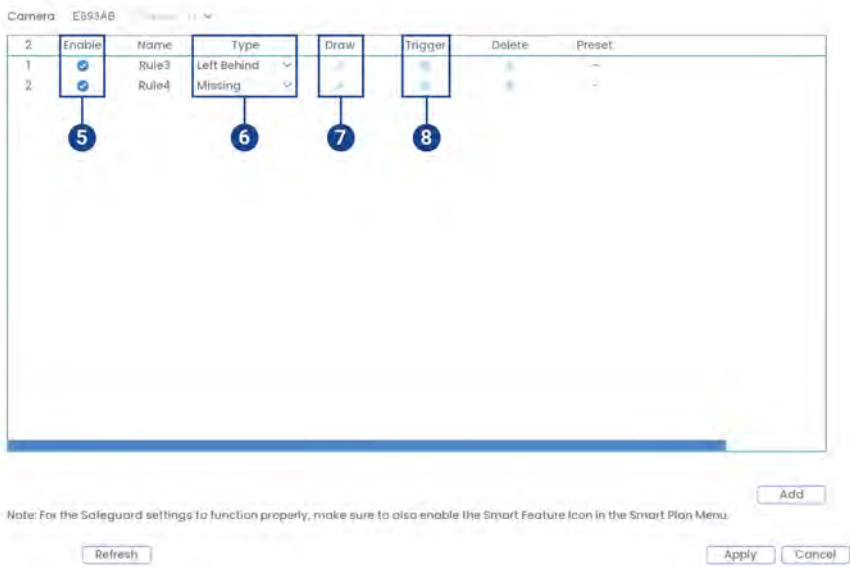 Camera EB93AB
2 Enable Name Type Draw Trigger Delete Preset
1 Rule3 Left Behind --
2 Rule4 Missing --
5 6 7 8
Add
Note: For the Safeguard settings to function properly, make sure to also enable the Smart Feature Icon in the Smart Plan Menu.
Refresh Apply Cancel